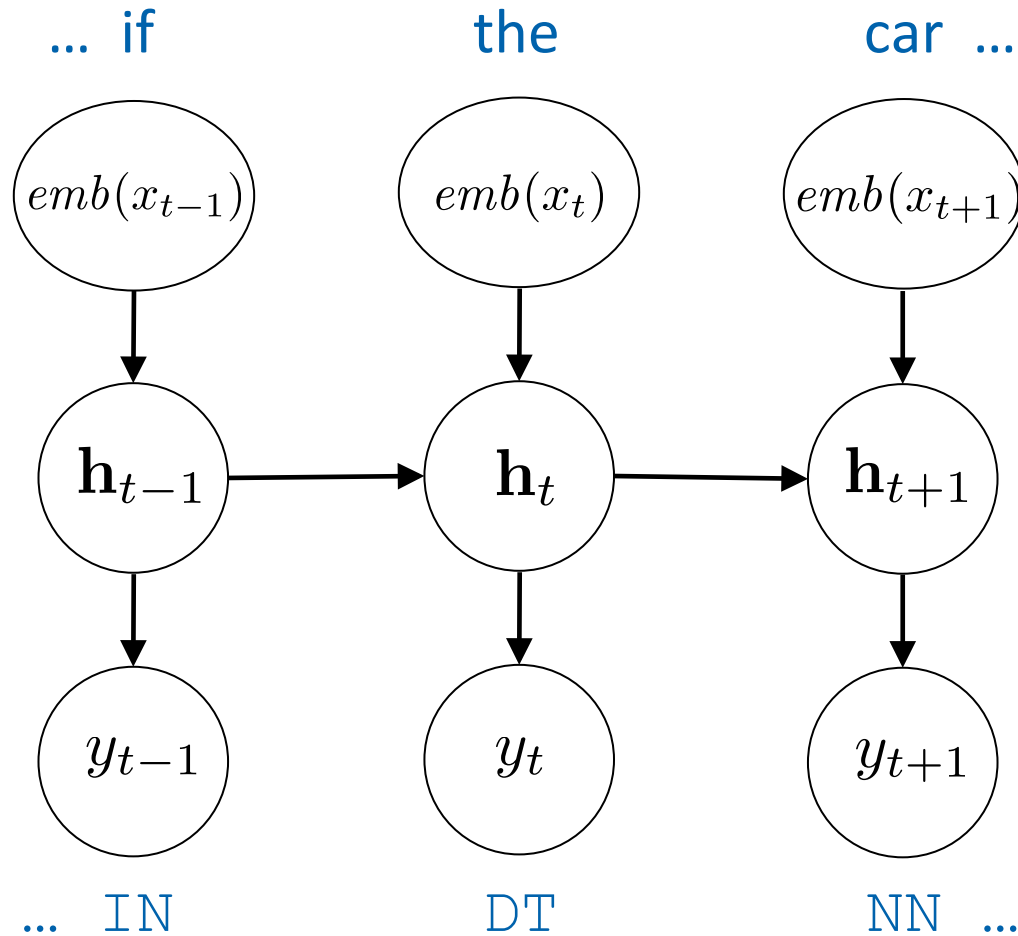 ... if the car ...
emb(x_{t−1}) emb(x_t) emb(x_{t+1})
h_{t−1} h_t h_{t+1}
y_{t−1} y_t y_{t+1}
... IN DT NN ...